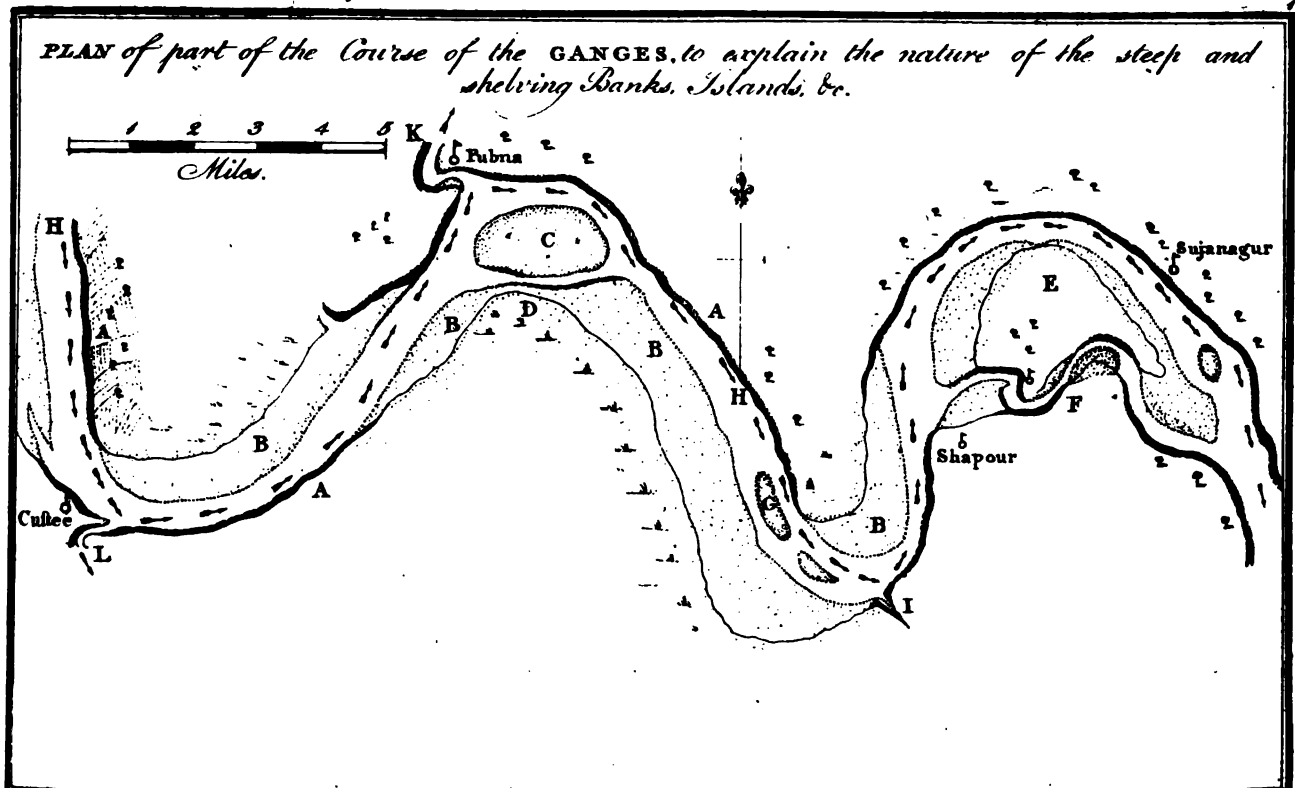 PLAN of part of the Course of the GANGES, to explain the nature of the steep and
shelving Banks, Islands, &c.
1 2 3 4 5
Miles.
K
Pubna
H
C
Sujanagur
E
A
D
B
A
B
B
H
F
Shapour
A
G
B
Cuſtee
L
I